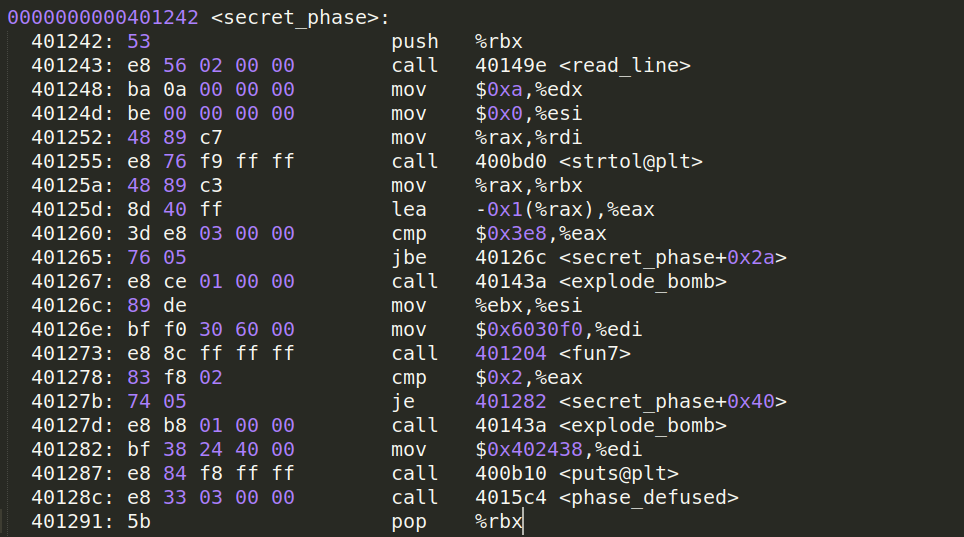 0000000000401242 <secret_phase>:
401242: 53 push %rbx
401243: e8 56 02 00 00 call 40149e <read_line>
401248: ba 0a 00 00 00 mov $0xa,%edx
40124d: be 00 00 00 00 mov $0x0,%esi
401252: 48 89 c7 mov %rax,%rdi
401255: e8 76 f9 ff ff call 400bd0 <strtol@plt>
40125a: 48 89 c3 mov %rax,%rbx
40125d: 8d 40 ff lea -0x1(%rax),%eax
401260: 3d e8 03 00 00 cmp $0x3e8,%eax
401265: 76 05 jbe 40126c <secret_phase+0x2a>
401267: e8 ce 01 00 00 call 40143a <explode_bomb>
40126c: 89 de mov %ebx,%esi
40126e: bf f0 30 60 00 mov $0x6030f0,%edi
401273: e8 8c ff ff ff call 401204 <fun7>
401278: 83 f8 02 cmp $0x2,%eax
40127b: 74 05 je 401282 <secret_phase+0x40>
40127d: e8 b8 01 00 00 call 40143a <explode_bomb>
401282: bf 38 24 40 00 mov $0x402438,%edi
401287: e8 84 f8 ff ff call 400b10 <puts@plt>
40128c: e8 33 03 00 00 call 4015c4 <phase_defused>
401291: 5b pop %rbx